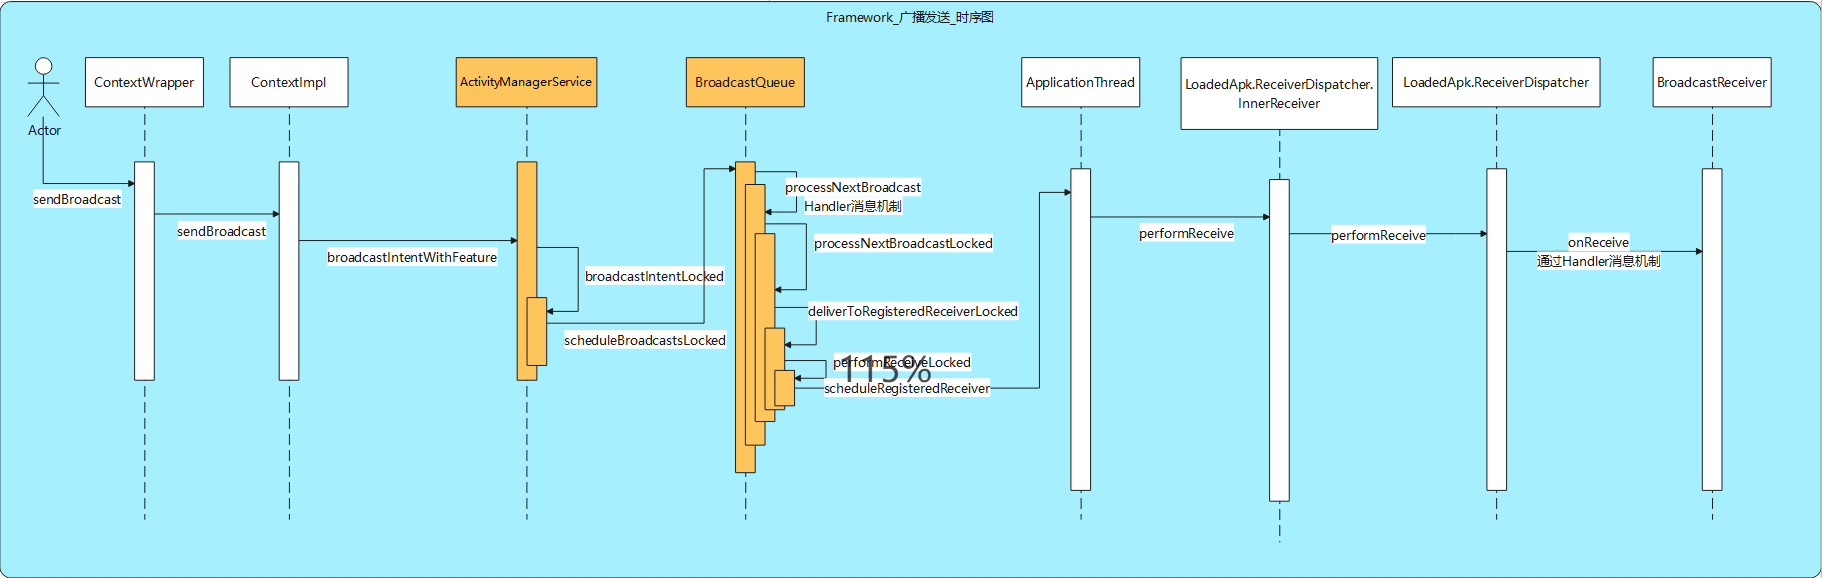 Framework_广播发送_时序图
Actor
ContextWrapper
ContextImpl
ActivityManagerService
BroadcastQueue
ApplicationThread
LoadedApk.ReceiverDispatcher.
InnerReceiver
LoadedApk.ReceiverDispatcher
BroadcastReceiver
sendBroadcast
sendBroadcast
broadcastIntentWithFeature
broadcastIntentLocked
scheduleBroadcastsLocked
processNextBroadcast
Handler消息机制
processNextBroadcastLocked
deliverToRegisteredReceiverLocked
performReceiveLocked
115%
scheduleRegisteredReceiver
performReceive
performReceive
onReceive
通过Handler消息机制